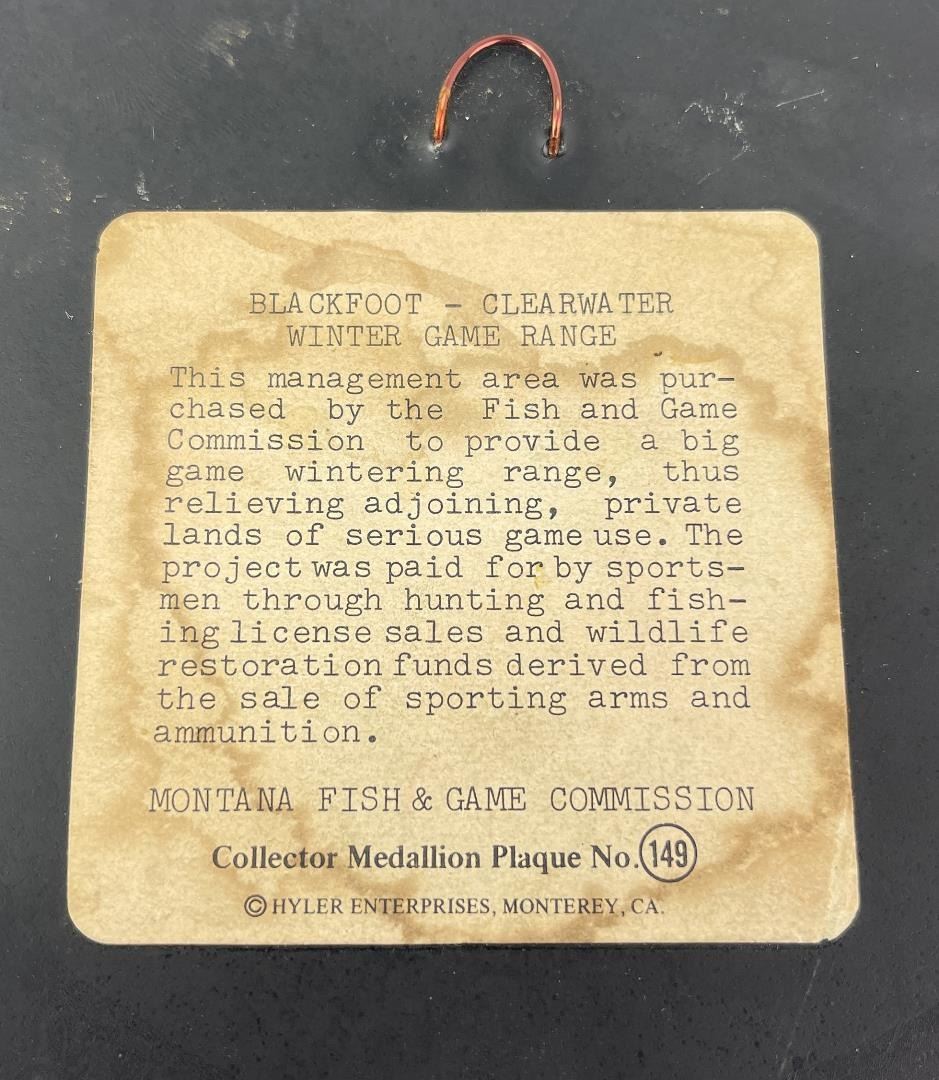 BLACKFOOT - CLEARWATER
WINTER GAME RANGE
This management area was pur-
chased by the Fish and Game
Commission to provide a big
game wintering range, thus
relieving adjoining, private
lands of serious game use. The
project was paid for by sports-
men through hunting and fish-
ing license sales and wildlife
restoration funds derived from
the sale of sporting arms and
ammunition.
MONTANA FISH & GAME COMMISSION
Collector Medallion Plaque No. 149
© HYLER ENTERPRISES, MONTEREY, CA.